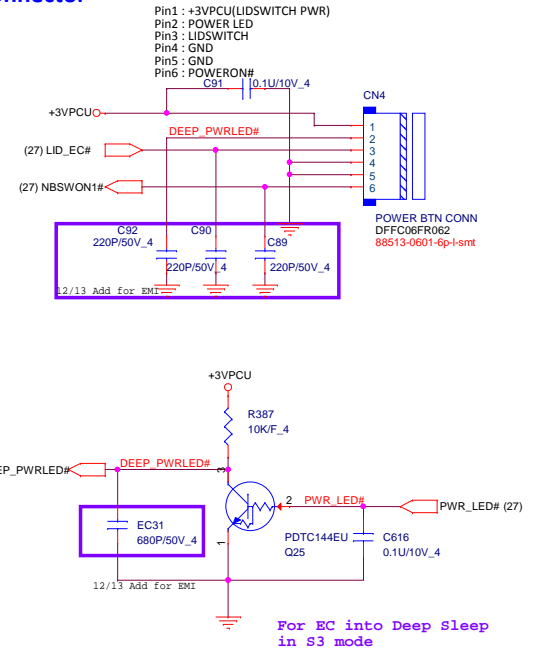 Pin1 : +3VPCU(LIDSWITCH PWR)
Pin2 : POWER LED
Pin3 : LIDSWITCH
Pin4 : GND
Pin5 : GND
Pin6 : POWERON#
C91
0.1U/10V_4
CN4
+3VPCU
DEEP_PWRLED#
(27) LID_EC#
(27) NBSWON1#
1
2
3
4
5
6
POWER BTN CONN
DFFC06FR062
88513-0601-6p-l-smt
C92
220P/50V_4
C90
220P/50V_4
C89
220P/50V_4
12/13 Add for EMI
+3VPCU
R387
10K/F_4
EP_PWRLED#
DEEP_PWRLED#
3
2
PWR_LED#
PWR_LED# (27)
1
EC31
680P/50V_4
PDTC144EU
Q25
C616
0.1U/10V_4
12/13 Add for EMI
For EC into Deep Sleep
in S3 mode